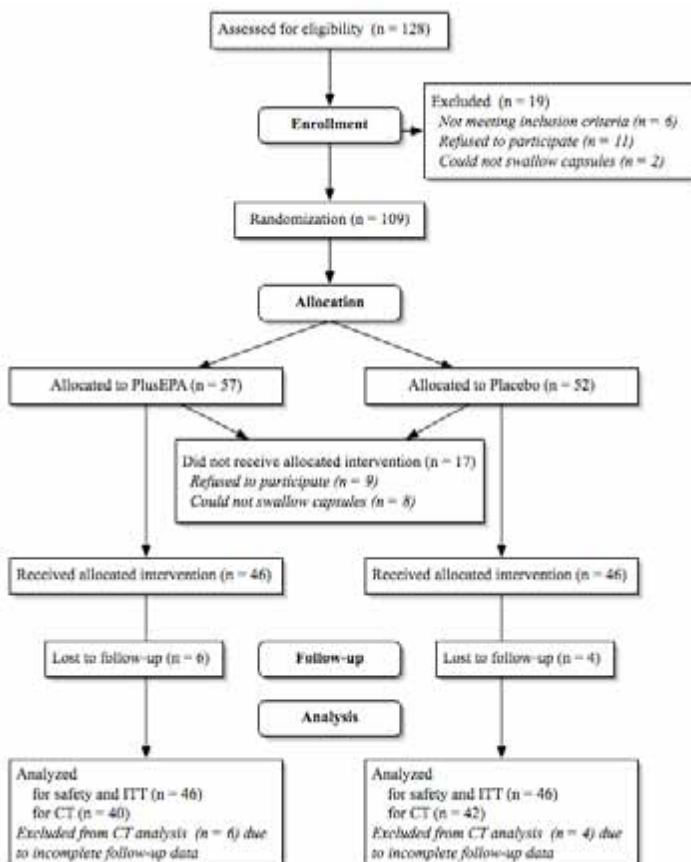 Assessed for eligibility (n = 128)
Enrollment
Excluded (n = 19)
Not meeting inclusion criteria (n = 6)
Refused to participate (n = 11)
Could not swallow capsules (n = 2)
Randomization (n = 109)
Allocation
Allocated to PlusEPA (n = 57)
Allocated to Placebo (n = 52)
Did not receive allocated intervention (n = 17)
Refused to participate (n = 9)
Could not swallow capsules (n = 8)
Received allocated intervention (n = 46)
Received allocated intervention (n = 46)
Lost to follow-up (n = 6)
Follow-up
Lost to follow-up (n = 4)
Analysis
Analyzed
for safety and ITT (n = 46)
for CT (n = 40)
Excluded from CT analysis (n = 6) due
to incomplete follow-up data
Analyzed
for safety and ITT (n = 46)
for CT (n = 42)
Excluded from CT analysis (n = 4) due
to incomplete follow-up data